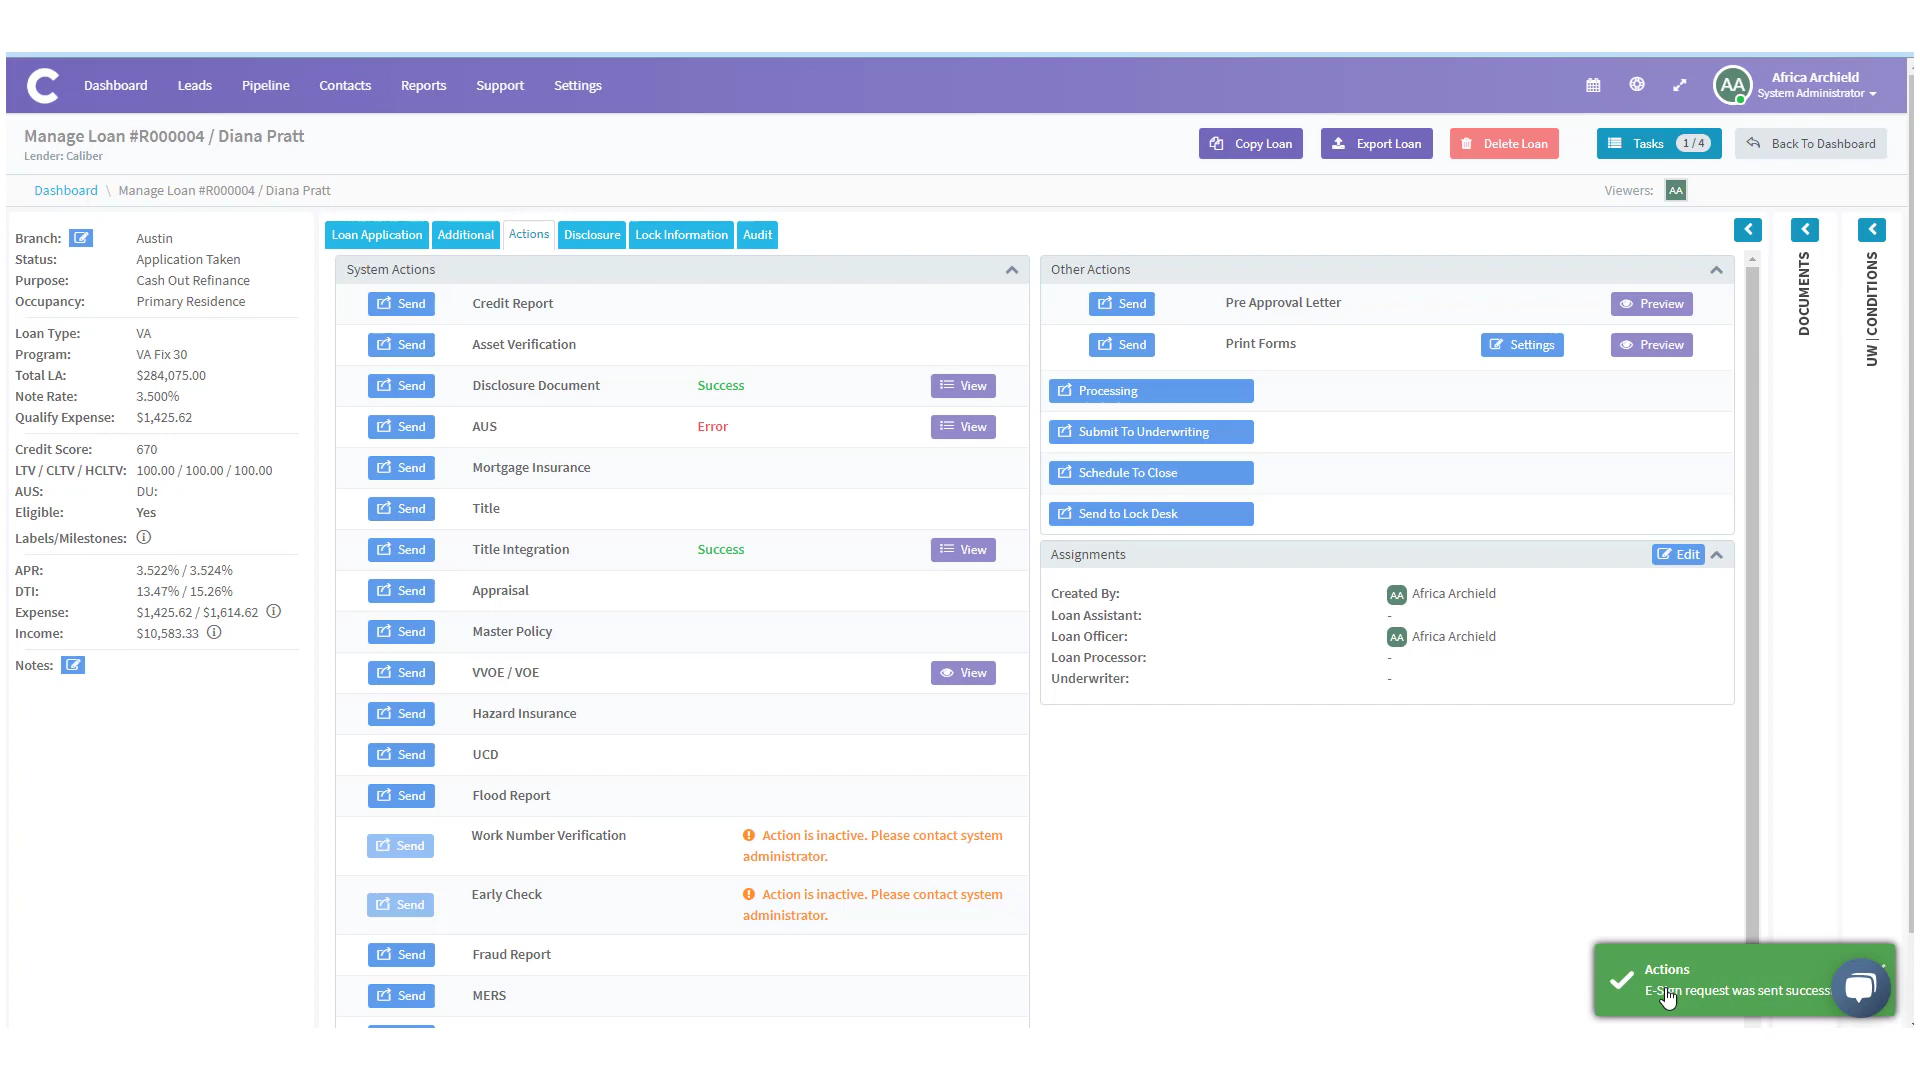 Dashboard
Leads
Pipeline
Contacts
Reports
Support
Settings
AA
Africa Archield
System Administrator
Manage Loan #R000004 / Diana Pratt
Lender: Caliber
Copy Loan
Export Loan
Delete Loan
Tasks 1 / 4
Back To Dashboard
Dashboard \ Manage Loan #R000004 / Diana Pratt
Viewers: AA
Branch: Austin
Status: Application Taken
Purpose: Cash Out Refinance
Occupancy: Primary Residence
Loan Type: VA
Program: VA Fix 30
Total LA: $284,075.00
Note Rate: 3.500%
Qualify Expense: $1,425.62
Credit Score: 670
LTV / CLTV / HCLTV: 100.00 / 100.00 / 100.00
AUS: DU:
Eligible: Yes
Labels/Milestones:
APR: 3.522% / 3.524%
DTI: 13.47% / 15.26%
Expense: $1,425.62 / $1,614.62
Income: $10,583.33
Notes:
Loan Application
Additional
Actions
Disclosure
Lock Information
Audit
System Actions
Send Credit Report
Send Asset Verification
Send Disclosure Document Success View
Send AUS Error View
Send Mortgage Insurance
Send Title
Send Title Integration Success View
Send Appraisal
Send Master Policy
Send VVOE / VOE View
Send Hazard Insurance
Send UCD
Send Flood Report
Send Work Number Verification Action is inactive. Please contact system
administrator.
Send Early Check Action is inactive. Please contact system
administrator.
Send Fraud Report
Send MERS
Other Actions
Send Pre Approval Letter Preview
Send Print Forms Settings Preview
Processing
Submit To Underwriting
Schedule To Close
Send to Lock Desk
Assignments Edit
Created By: AA Africa Archield
Loan Assistant: -
Loan Officer: AA Africa Archield
Loan Processor: -
Underwriter: -
DOCUMENTS
UW | CONDITIONS
Actions
E-Sign request was sent success